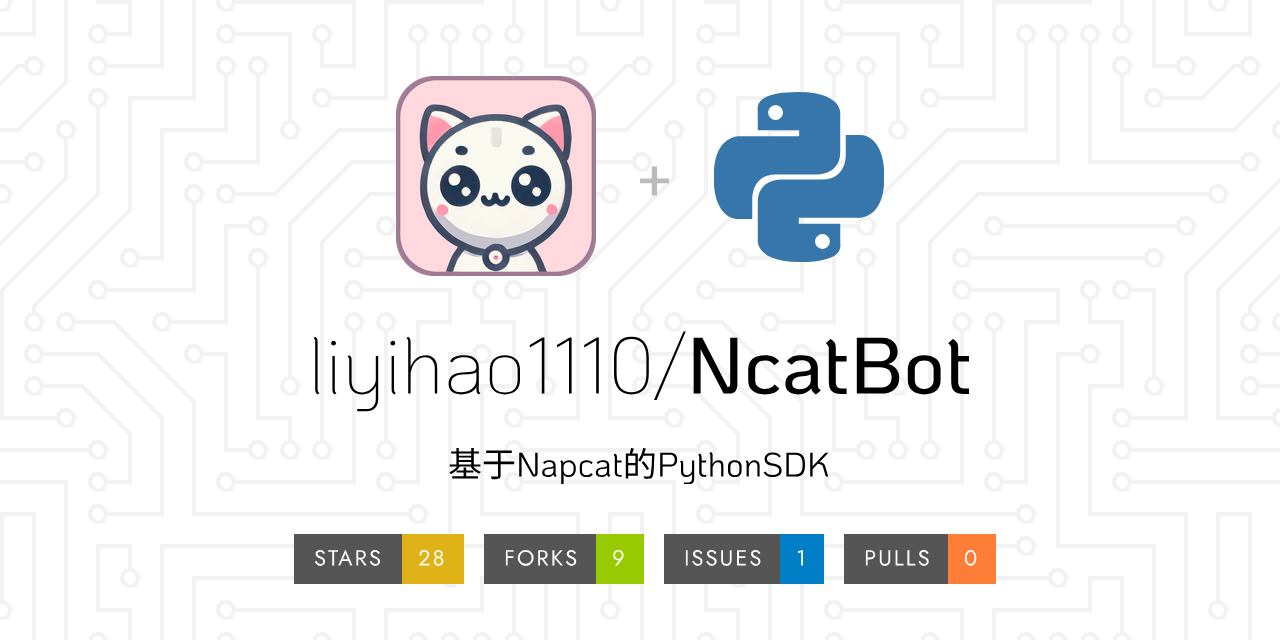 liyihao1110/NcatBot
基于Napcat的PythonSDK
STARS 28 FORKS 9 ISSUES 1 PULLS 0